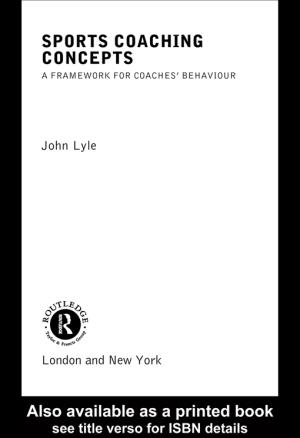 SPORTS COACHING
CONCEPTS
A FRAMEWORK FOR COACHES' BEHAVIOUR
John Lyle
ROUTLEDGE
R
Taylor & Francis Group
London and New York
Also available as a printed book
see title verso for ISBN details